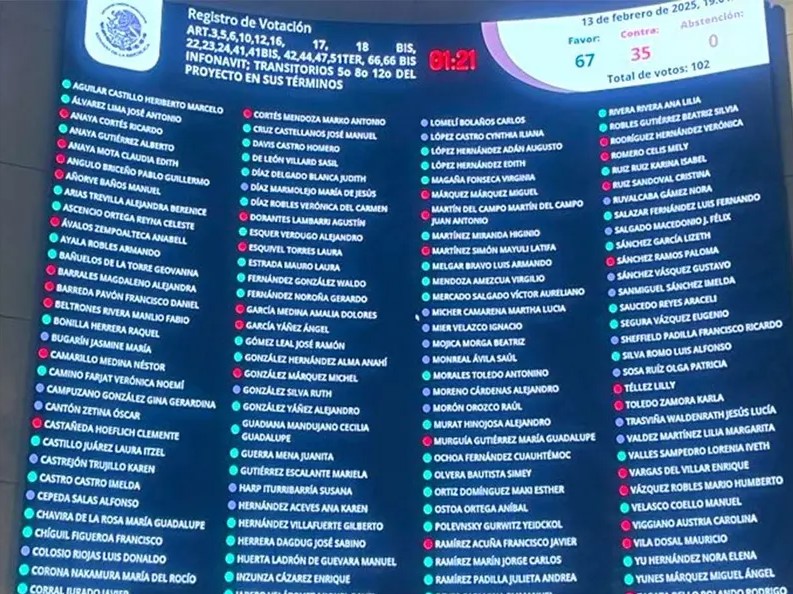 Registro de Votación
ART.3,5,6,10,12,16, 17, 18 BIS,
22,23,24,41,41BIS, 42,44,47,51TER, 66,66 BIS
INFONAVIT; TRANSITORIOS 5o 8o 12o DEL
PROYECTO EN SUS TÉRMINOS
01:21
13 de febrero de 2025,
Favor:
67
Contra:
35
Abstención:
0
Total de votos: 102
AGUILAR CASTILLO HERIBERTO MARCELO
ÁLVAREZ LIMA JOSÉ ANTONIO
ANAYA CORTÉS RICARDO
ANAYA GUTIÉRREZ ALBERTO
ANAYA MOTA CLAUDIA EDITH
ANGULO BRICEÑO PABLO GUILLERMO
AÑORVE BAÑOS MANUEL
ARIAS TREVILLA ALEJANDRA BERENICE
ASCENCIO ORTEGA REYNA CELESTE
ÁVALOS ZEMPOALTECA ANABELL
AYALA ROBLES ARMANDO
BAÑUELOS DE LA TORRE GEOVANNA
BARRALES MAGDALENO ALEJANDRA
BARREDA PAVÓN FRANCISCO DANIEL
BELTRONES RIVERA MANLIO FABIO
BONILLA HERRERA RAQUEL
BUGARÍN JASMINE MARÍA
CAMARILLO MEDINA NÉSTOR
CAMINO FARJAT VERÓNICA NOEMÍ
CAMPUZANO GONZÁLEZ GINA GERARDINA
CANTÓN ZETINA ÓSCAR
CASTAÑEDA HOEFLICH CLEMENTE
CASTILLO JUÁREZ LAURA ITZEL
CASTREJÓN TRUJILLO KAREN
CASTRO CASTRO IMELDA
CEPEDA SALAS ALFONSO
CHAVIRA DE LA ROSA MARÍA GUADALUPE
CHÍGUIL FIGUEROA FRANCISCO
COLOSIO RIOJAS LUIS DONALDO
CORONA NAKAMURA MARÍA DEL ROCÍO
CORRAL JURADO JAVIER
CORTÉS MENDOZA MARKO ANTONIO
CRUZ CASTELLANOS JOSÉ MANUEL
DAVIS CASTRO HOMERO
DE LEÓN VILLARD SASIL
DÍAZ DELGADO BLANCA JUDITH
DÍAZ MARMOLEJO MARÍA DE JESÚS
DÍAZ ROBLES VERÓNICA DEL CARMEN
DORANTES LAMBARRI AGUSTÍN
ESQUER VERDUGO ALEJANDRO
ESQUIVEL TORRES LAURA
ESTRADA MAURO LAURA
FERNÁNDEZ GONZÁLEZ WALDO
FERNÁNDEZ NOROÑA GERARDO
GARCÍA MEDINA AMALIA DOLORES
GARCÍA YÁÑEZ ÁNGEL
GÓMEZ LEAL JOSÉ RAMÓN
GONZÁLEZ HERNÁNDEZ ALMA ANAHÍ
GONZÁLEZ MÁRQUEZ MICHEL
GONZÁLEZ SILVA RUTH
GONZÁLEZ YÁÑEZ ALEJANDRO
GUADIANA MANDUJANO CECILIA
GUADALUPE
GUERRA MENA JUANITA
GUTIÉRREZ ESCALANTE MARIELA
HARP ITURRIBARRÍA SUSANA
HERNÁNDEZ ACEVES ANA KAREN
HERNÁNDEZ VILLAFUERTE GILBERTO
HERRERA DAGDUG JOSÉ SABINO
HUERTA LADRÓN DE GUEVARA MANUEL
INZUNZA CÁZAREZ ENRIQUE
LOMELÍ BOLAÑOS CARLOS
LÓPEZ CASTRO CYNTHIA ILIANA
LÓPEZ HERNÁNDEZ ADÁN AUGUSTO
LÓPEZ HERNÁNDEZ EDITH
MAGAÑA FONSECA VIRGINIA
MÁRQUEZ MÁRQUEZ MIGUEL
MARTÍN DEL CAMPO MARTÍN DEL CAMPO
JUAN ANTONIO
MARTÍNEZ MIRANDA HIGINIO
MARTÍNEZ SIMÓN MAYULI LATIFA
MELGAR BRAVO LUIS ARMANDO
MENDOZA AMEZCUA VIRGILIO
MERCADO SALGADO VÍCTOR AURELIANO
MICHER CAMARENA MARTHA LUCIA
MIER VELAZCO IGNACIO
MOJICA MORGA BEATRIZ
MONREAL ÁVILA SAÚL
MORALES TOLEDO ANTONINO
MORENO CÁRDENAS ALEJANDRO
MORÓN OROZCO RAÚL
MURAT HINOJOSA ALEJANDRO
MURGUÍA GUTIÉRREZ MARÍA GUADALUPE
OCHOA FERNÁNDEZ CUAUHTÉMOC
OLVERA BAUTISTA SIMEY
ORTIZ DOMÍNGUEZ MAKI ESTHER
OSTOA ORTEGA ANÍBAL
POLEVNSKY GURWITZ YEIDCKOL
RAMÍREZ ACUÑA FRANCISCO JAVIER
RAMÍREZ MARÍN JORGE CARLOS
RAMÍREZ PADILLA JULIETA ANDREA
RIVERA RIVERA ANA LILIA
ROBLES GUTIÉRREZ BEATRIZ SILVIA
RODRÍGUEZ HERNÁNDEZ VERÓNICA
ROMERO CELIS MELY
RUIZ RUIZ KARINA ISABEL
RUIZ SANDOVAL CRISTINA
RUVALCABA GÁMEZ NORA
SALAZAR FERNÁNDEZ LUIS FERNANDO
SALGADO MACEDONIO J. FÉLIX
SÁNCHEZ GARCÍA LIZETH
SÁNCHEZ RAMOS PALOMA
SÁNCHEZ VÁSQUEZ GUSTAVO
SANMIGUEL SÁNCHEZ IMELDA
SAUCEDO REYES ARACELI
SEGURA VÁZQUEZ EUGENIO
SHEFFIELD PADILLA FRANCISCO RICARDO
SILVA ROMO LUIS ALFONSO
SOSA RUÍZ OLGA PATRICIA
TÉLLEZ LILLY
TOLEDO ZAMORA KARLA
TRASVIÑA WALDENRATH JESÚS LUCÍA
VALDEZ MARTÍNEZ LILIA MARGARITA
VALLES SAMPEDRO LORENIA IVETH
VARGAS DEL VILLAR ENRIQUE
VÁZQUEZ ROBLES MARIO HUMBERTO
VELASCO COELLO MANUEL
VIGGIANO AUSTRIA CAROLINA
VILA DOSAL MAURICIO
YU HERNÁNDEZ NORA ELENA
YUNES MÁRQUEZ MIGUEL ÁNGEL